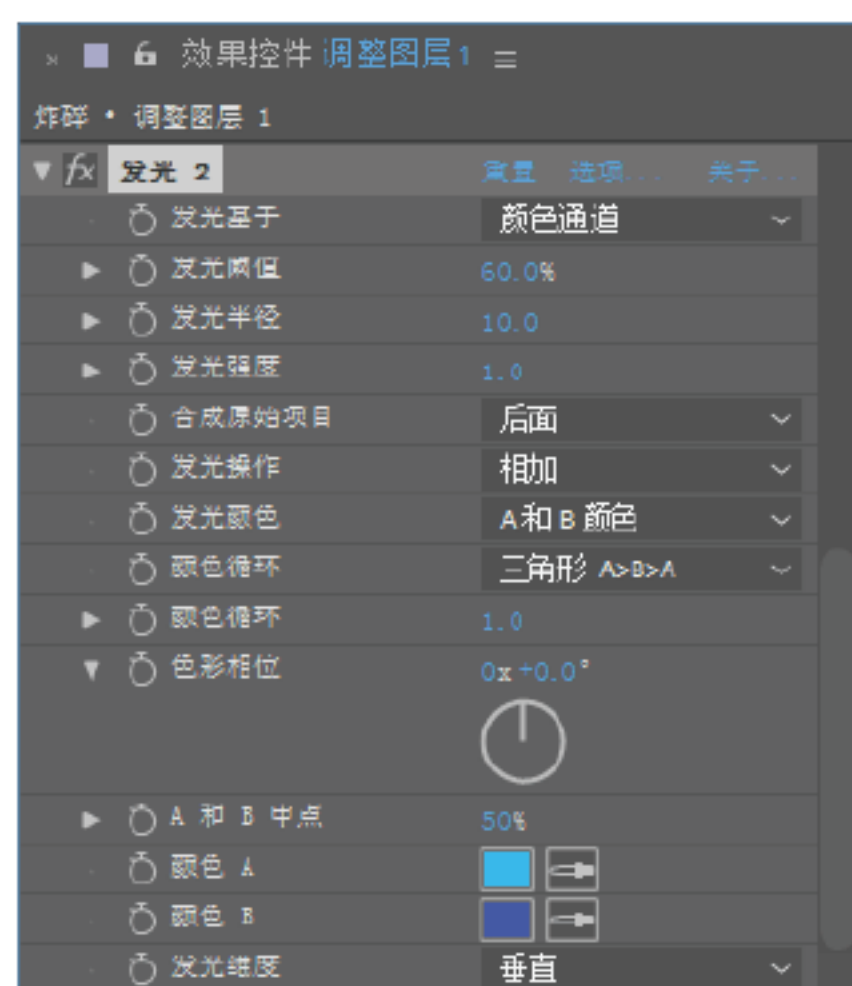 效果控件 调整图层 1
炸碎 • 调整图层 1
fx 发光 2 重置 选项... 关于...
发光基于 颜色通道
发光阈值 60.0%
发光半径 10.0
发光强度 1.0
合成原始项目 后面
发光操作 相加
发光颜色 A 和 B 颜色
颜色循环 三角形 A>B>A
颜色循环 1.0
色彩相位 0x +0.0°
A 和 B 中点 50%
颜色 A
颜色 B
发光维度 垂直